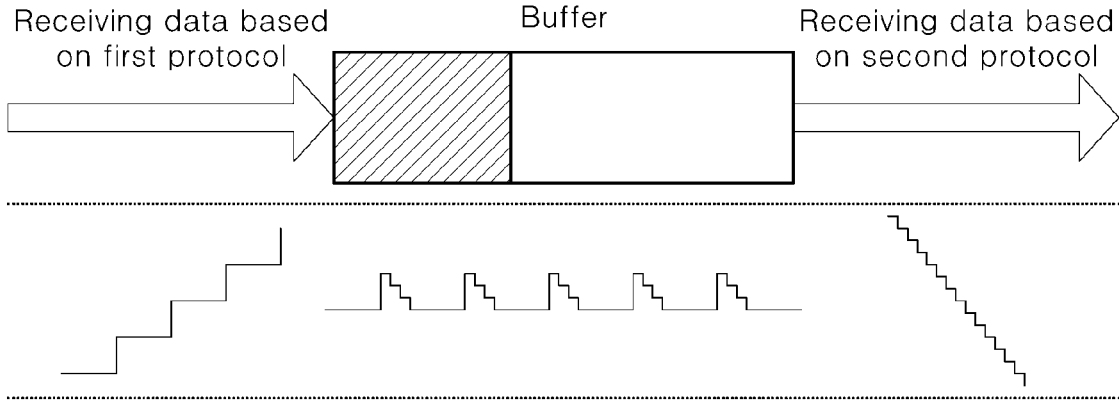 Receiving data based
on first protocol
Buffer
Receiving data based
on second protocol